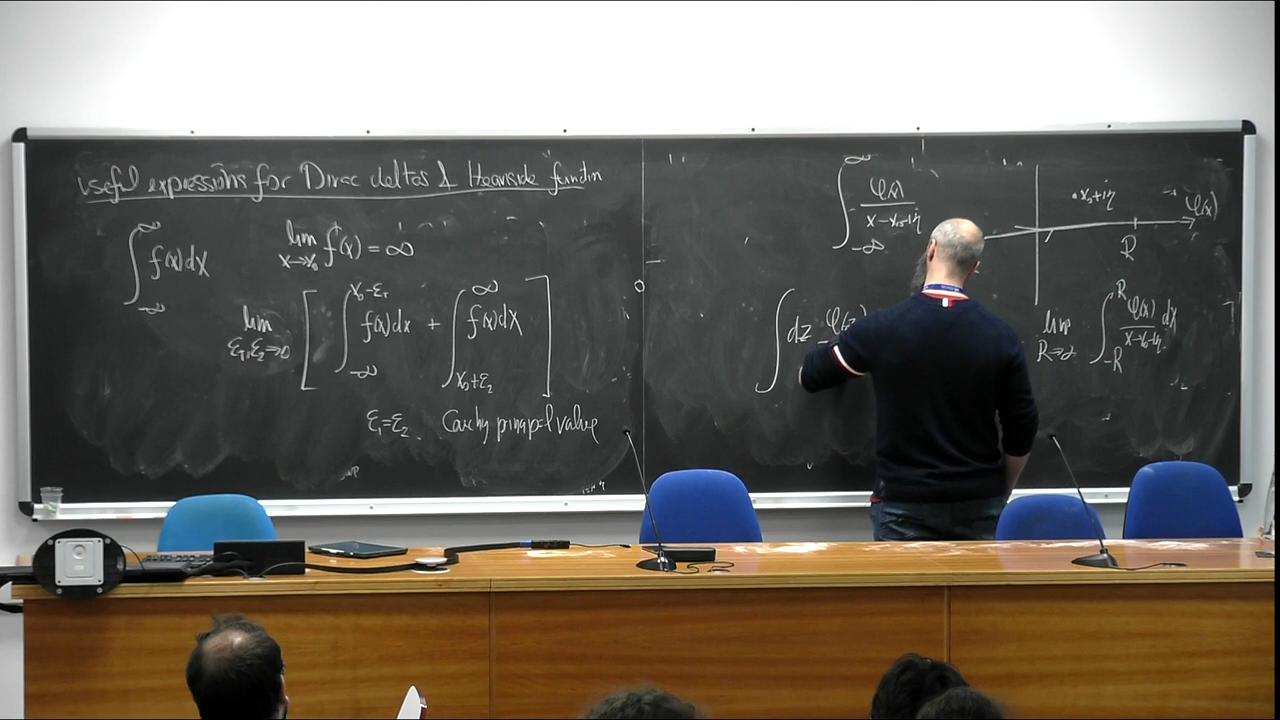 Useful expressions for Dirac deltas & Heaviside function
∫_{-∞}^{∞} f(x)dx   lim_{x→x₀} f(x) = ∞
lim_{ε₁,ε₂→0} [ ∫_{-∞}^{x₀-ε₁} f(x)dx + ∫_{x₀+ε₂}^{∞} f(x)dx ]
ε₁=ε₂ Cauchy principal value
∫_{-∞}^{∞} φ(x)/(x-x₀-iη)
•x₀+iη → φ(x)
R
∫ dz φ(z)
lim_{R→∞} ∫_{-R}^{R} φ(x)/(x-x₀-iη) dx